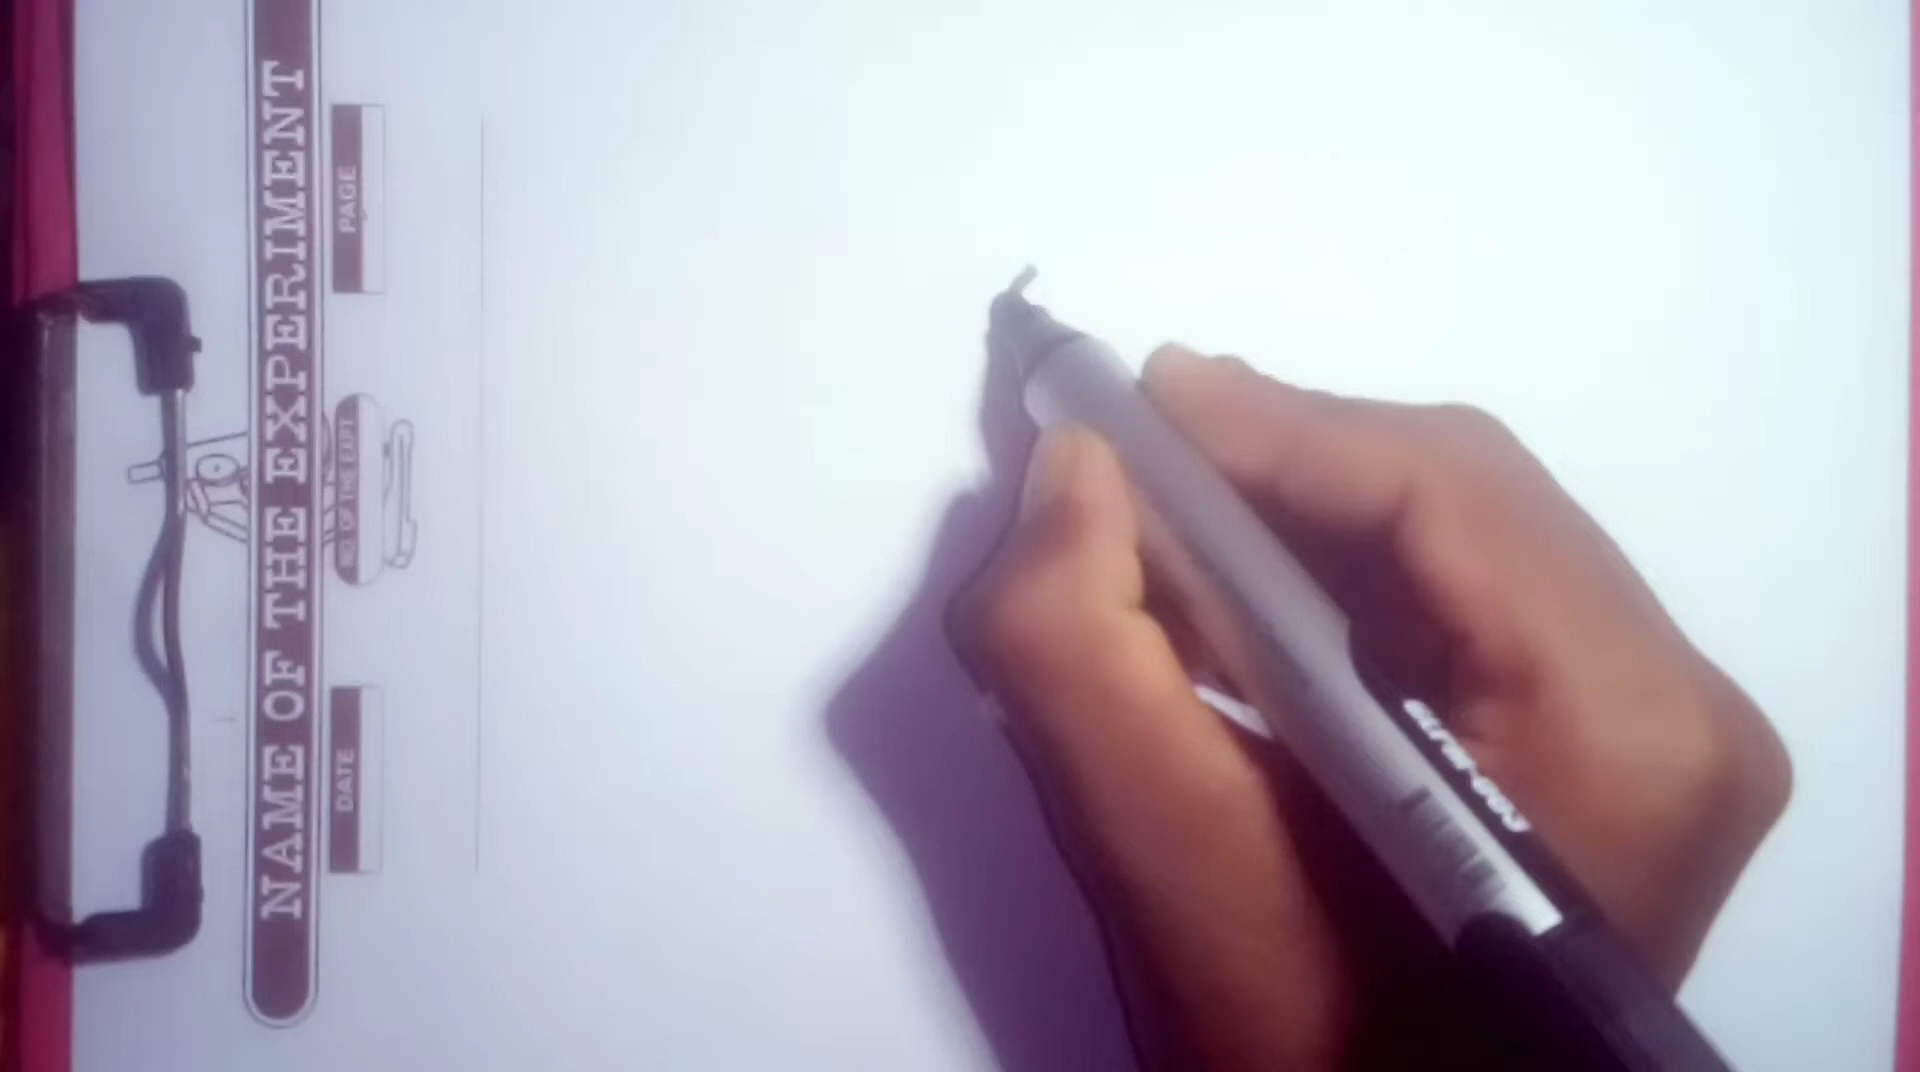 NAME OF THE EXPERIMENT
DATE
NO. OF THE EXPT.
PAGE